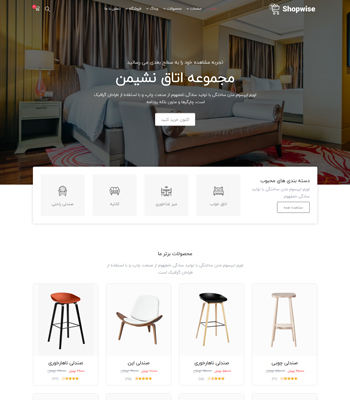 Shopwise
صفحات
محصولات
وبلاگ
فروشگاه
تماس با ما
تجربه مشاهده خود را به سطح بعدی می رسانید
مجموعه اتاق نشیمن
لورم ایپسوم متن ساختگی با تولید سادگی نامفهوم از صنعت چاپ و با استفاده از طراحان گرافیک
است، چاپگرها و متون بلکه روزنامه
اکنون خرید کنید
دسته بندی های محبوب
لورم ایپسوم متن ساختگی با تولید
سادگی نامفهوم
مشاهده همه
اتاق خواب
میز غذاخوری
کاناپه
صندلی راحتی
محصولات برتر ما
لورم ایپسوم متن ساختگی با تولید سادگی نامفهوم از صنعت چاپ و با استفاده از
طراحان گرافیک است
صندلی چوبی
صندلی ناهارخوری
صندلی لاین
صندلی ناهارخوری